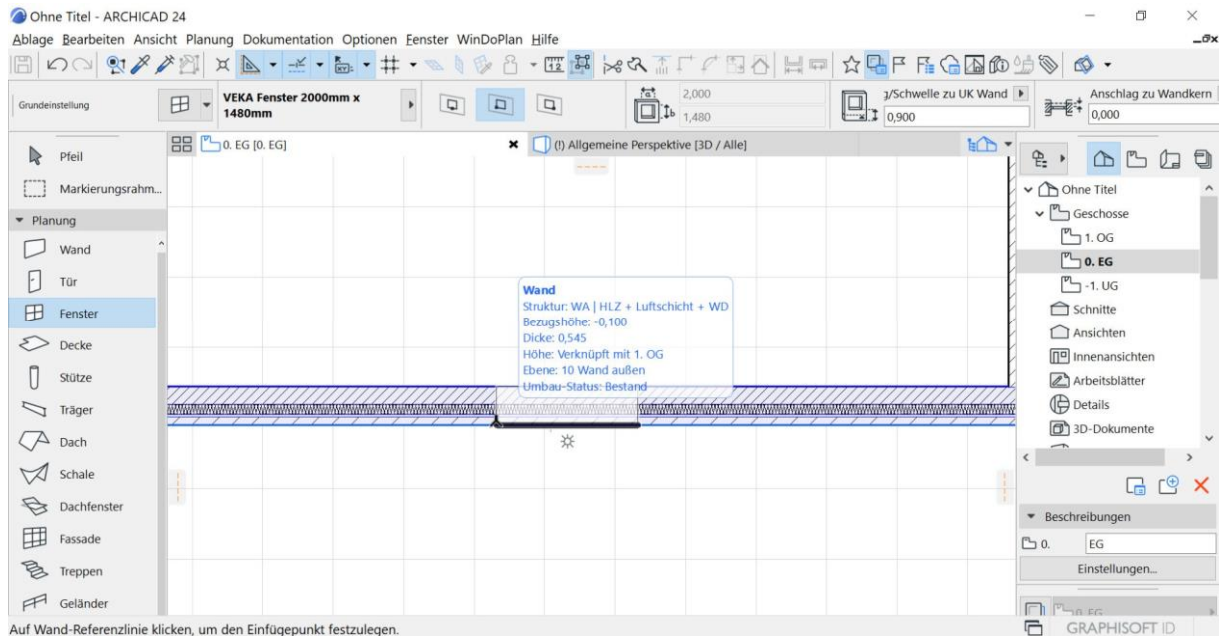 Ohne Titel - ARCHICAD 24
Ablage Bearbeiten Ansicht Planung Dokumentation Optionen Fenster WinDoPlan Hilfe
Grundeinstellung
VEKA Fenster 2000mm x
1480mm
2,000
1,480
ȷ/Schwelle zu UK Wand
0,900
Anschlag zu Wandkern
0,000
Pfeil
Markierungsrahm...
Planung
Wand
Tür
Fenster
Decke
Stütze
Träger
Dach
Schale
Dachfenster
Fassade
Treppen
Geländer
0. EG [0. EG]
(!) Allgemeine Perspektive [3D / Alle]
Wand
Struktur: WA | HLZ + Luftschicht + WD
Bezugshöhe: -0,100
Dicke: 0,545
Höhe: Verknüpft mit 1. OG
Ebene: 10 Wand außen
Umbau-Status: Bestand
Ohne Titel
Geschosse
1. OG
0. EG
-1. UG
Schnitte
Ansichten
Innenansichten
Arbeitsblätter
Details
3D-Dokumente
Beschreibungen
0. EG
Einstellungen...
0. EG
Auf Wand-Referenzlinie klicken, um den Einfügepunkt festzulegen.
GRAPHISOFT ID